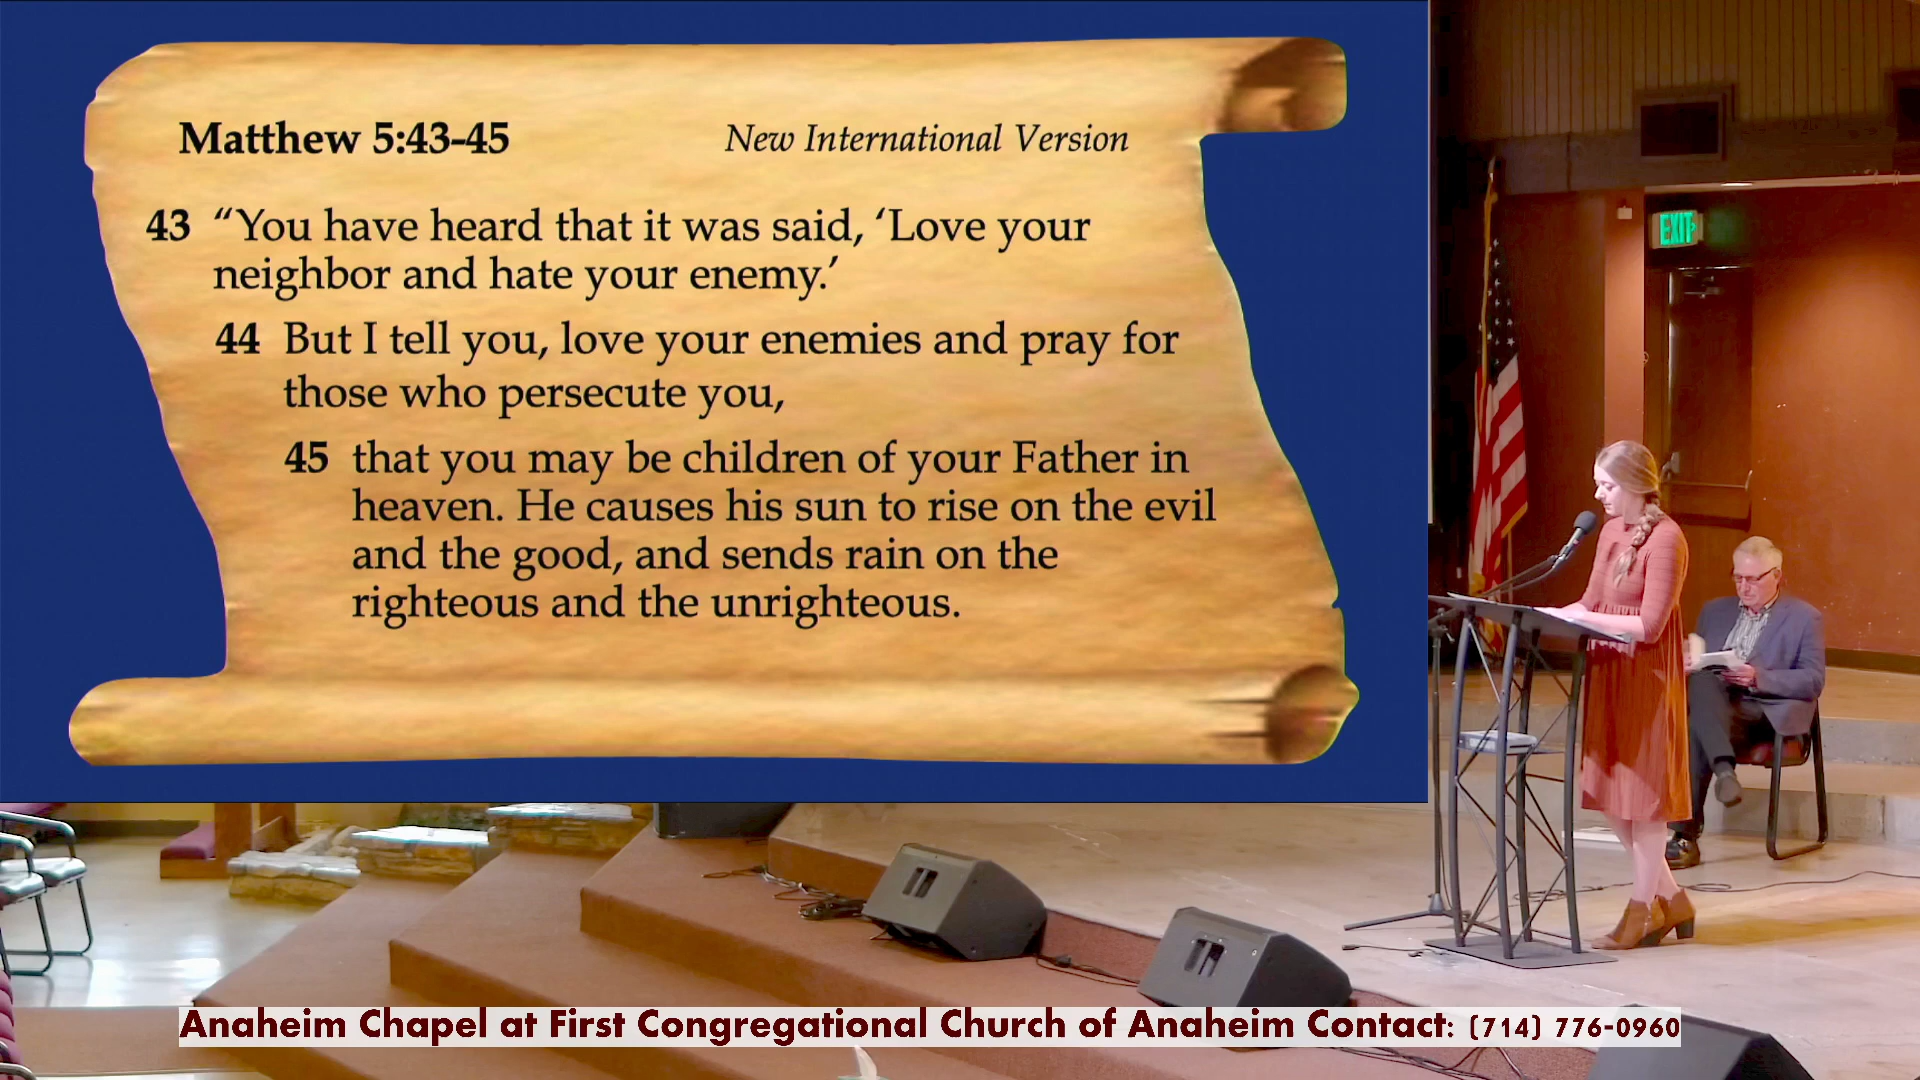 Matthew 5:43-45 New International Version
43 “You have heard that it was said, ‘Love your
neighbor and hate your enemy.’
44 But I tell you, love your enemies and pray for
those who persecute you,
45 that you may be children of your Father in
heaven. He causes his sun to rise on the evil
and the good, and sends rain on the
righteous and the unrighteous.
EXIT
Anaheim Chapel at First Congregational Church of Anaheim Contact: (714) 776-0960